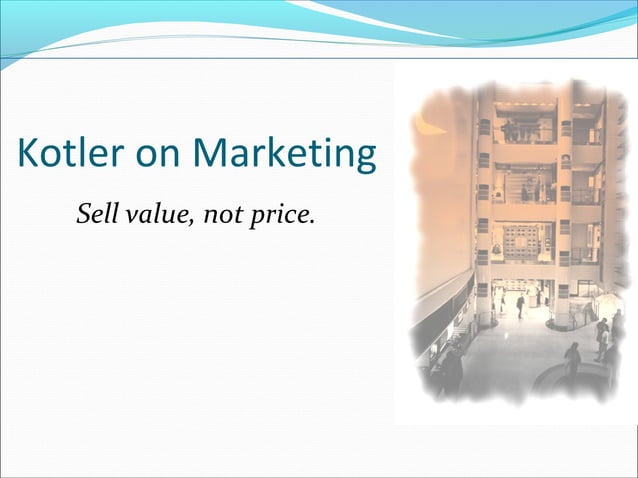 Kotler on Marketing
Sell value, not price.